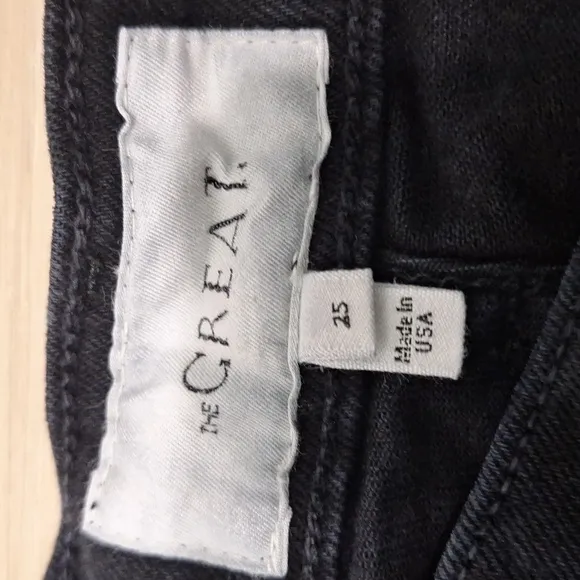 THE GREAT.
25
Made In
USA